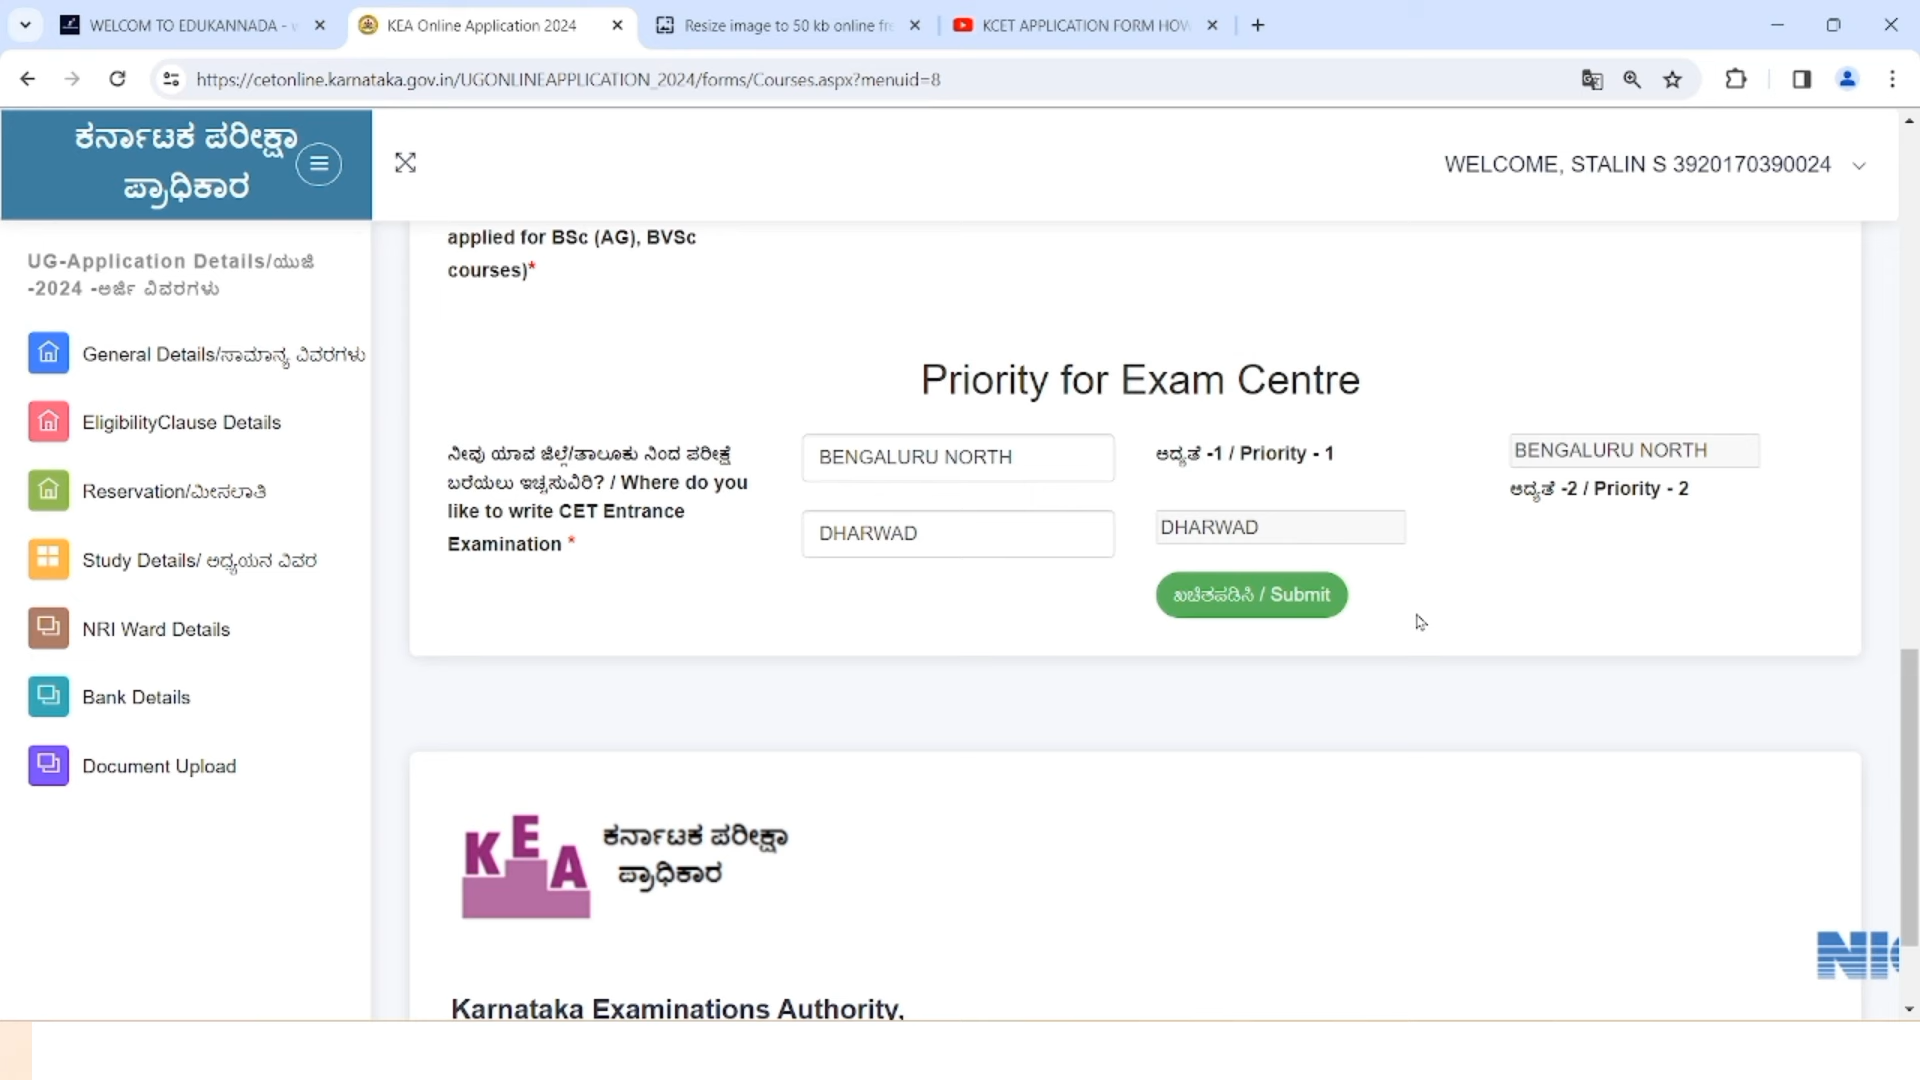 WELCOM TO EDUKANNADA -
KEA Online Application 2024
Resize image to 50 kb online fre
KCET APPLICATION FORM HOW
https://cetonline.karnataka.gov.in/UGONLINEAPPLICATION_2024/forms/Courses.aspx?menuid=8
ಕರ್ನಾಟಕ ಪರೀಕ್ಷಾ
ಪ್ರಾಧಿಕಾರ
WELCOME, STALIN S 3920170390024
UG-Application Details/ಯುಜಿ
-2024 -ಅರ್ಜಿ ವಿವರಗಳು
General Details/ಸಾಮಾನ್ಯ ವಿವರಗಳು
EligibilityClause Details
Reservation/ಮೀಸಲಾತಿ
Study Details/ ಅಧ್ಯಯನ ವಿವರ
NRI Ward Details
Bank Details
Document Upload
applied for BSc (AG), BVSc
courses)*
Priority for Exam Centre
ನೀವು ಯಾವ ಜಿಲ್ಲೆ/ತಾಲೂಕು ನಿಂದ ಪರೀಕ್ಷೆ
ಬರೆಯಲು ಇಚ್ಚಿಸುವಿರಿ? / Where do you
like to write CET Entrance
Examination *
BENGALURU NORTH
ಆದ್ಯತೆ -1 / Priority - 1
BENGALURU NORTH
ಆದ್ಯತೆ -2 / Priority - 2
DHARWAD
DHARWAD
ಖಚಿತಪಡಿಸಿ / Submit
KEA
ಕರ್ನಾಟಕ ಪರೀಕ್ಷಾ
ಪ್ರಾಧಿಕಾರ
Karnataka Examinations Authority,